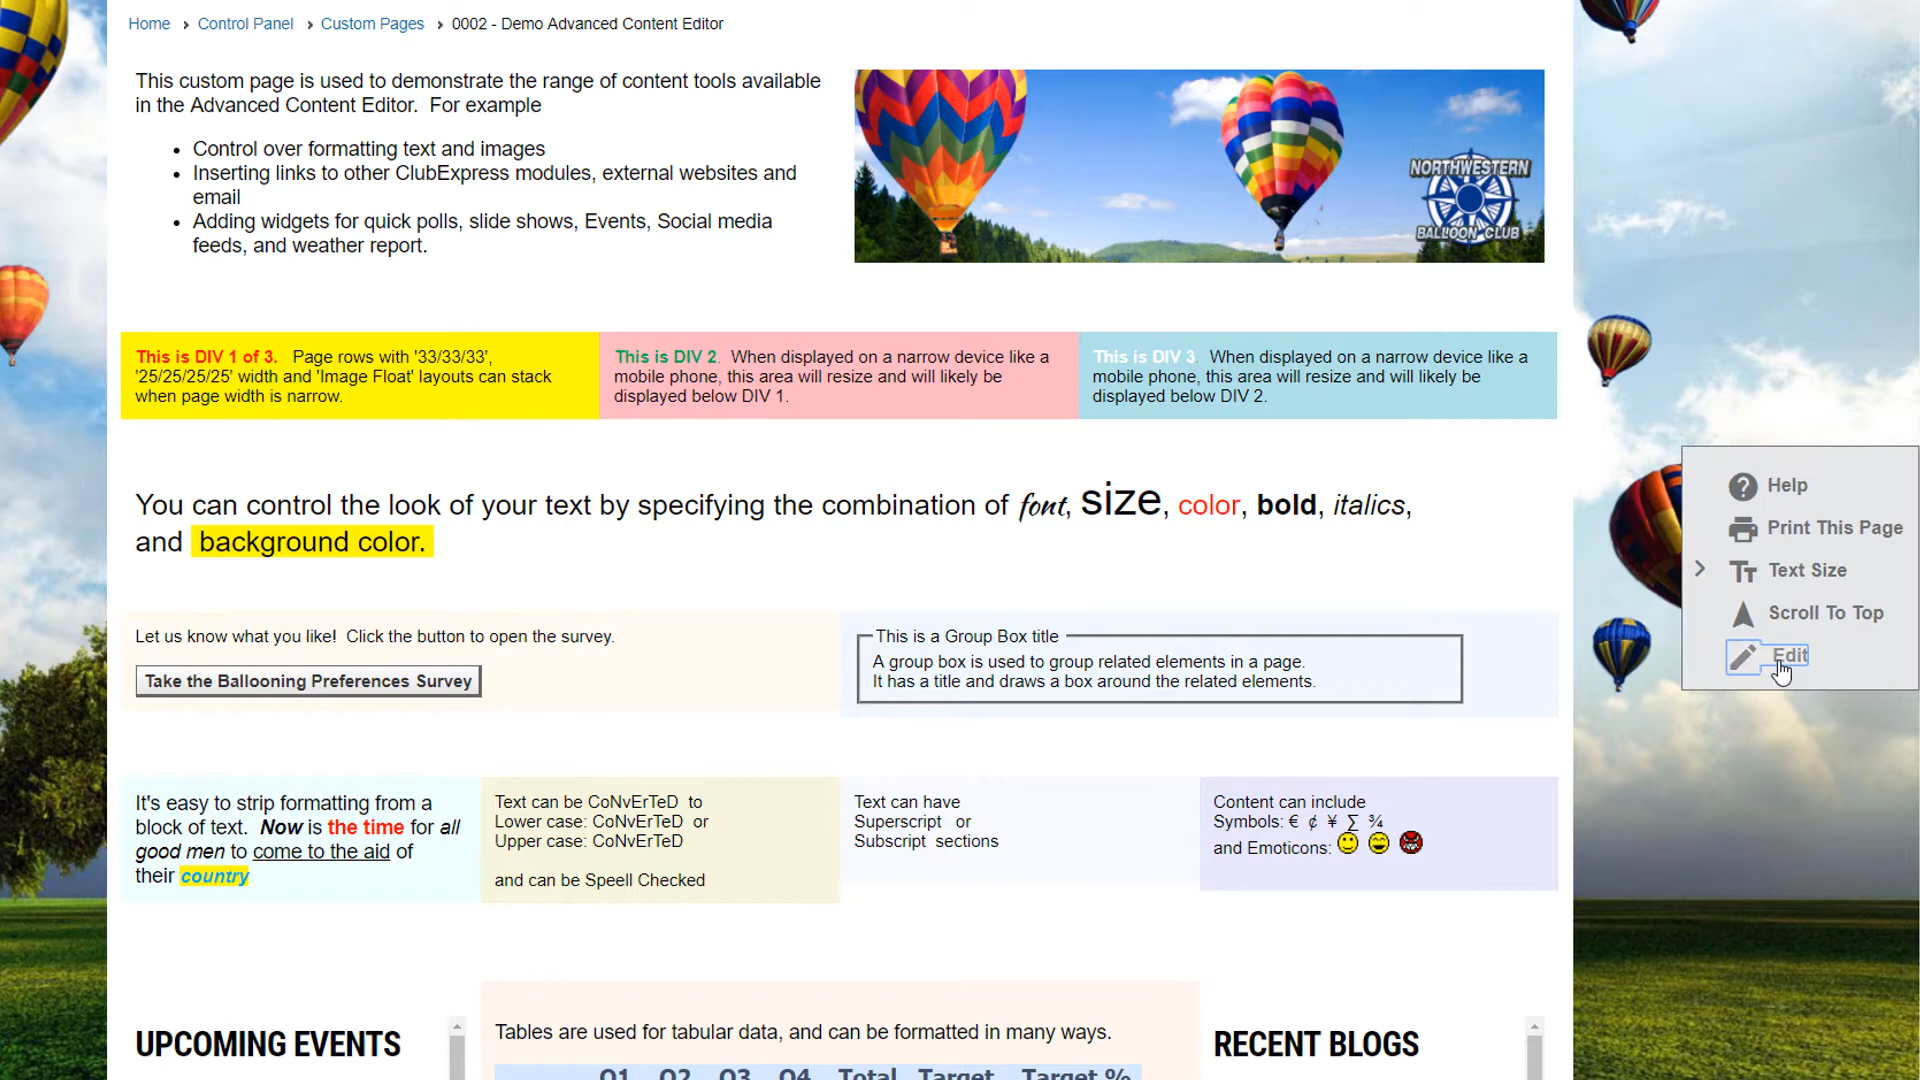 Home > Control Panel > Custom Pages > 0002 - Demo Advanced Content Editor
This custom page is used to demonstrate the range of content tools available
in the Advanced Content Editor. For example
• Control over formatting text and images
• Inserting links to other ClubExpress modules, external websites and
email
• Adding widgets for quick polls, slide shows, Events, Social media
feeds, and weather report.
NORTHWESTERN
BALLOON CLUB
This is DIV 1 of 3. Page rows with '33/33/33',
'25/25/25/25' width and 'Image Float' layouts can stack
when page width is narrow.
This is DIV 2. When displayed on a narrow device like a
mobile phone, this area will resize and will likely be
displayed below DIV 1.
This is DIV 3. When displayed on a narrow device like a
mobile phone, this area will resize and will likely be
displayed below DIV 2.
You can control the look of your text by specifying the combination of font, size, color, bold, italics,
and background color.
Help
Print This Page
Text Size
Scroll To Top
Edit
Let us know what you like! Click the button to open the survey.
Take the Ballooning Preferences Survey
This is a Group Box title
A group box is used to group related elements in a page.
It has a title and draws a box around the related elements.
It's easy to strip formatting from a
block of text. Now is the time for all
good men to come to the aid of
their country
Text can be CoNvErTeD to
Lower case: CoNvErTeD or
Upper case: CoNvErTeD
and can be Speell Checked
Text can have
Superscript or
Subscript sections
Content can include
Symbols: € ¢ ¥ ∑ ¾
and Emoticons:
UPCOMING EVENTS
Tables are used for tabular data, and can be formatted in many ways.
Q1 Q2 Q3 Q4 Total Target Target %
RECENT BLOGS